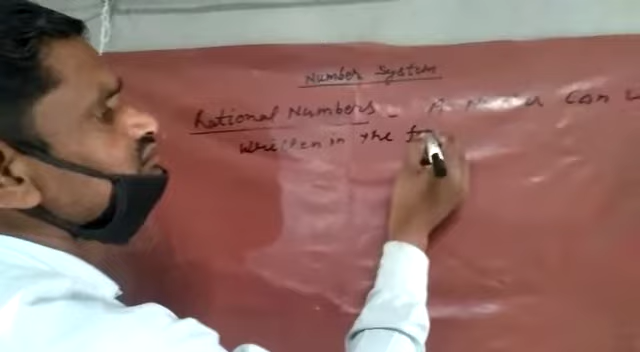 Number System
Rational Numbers - A Number Can
written in the